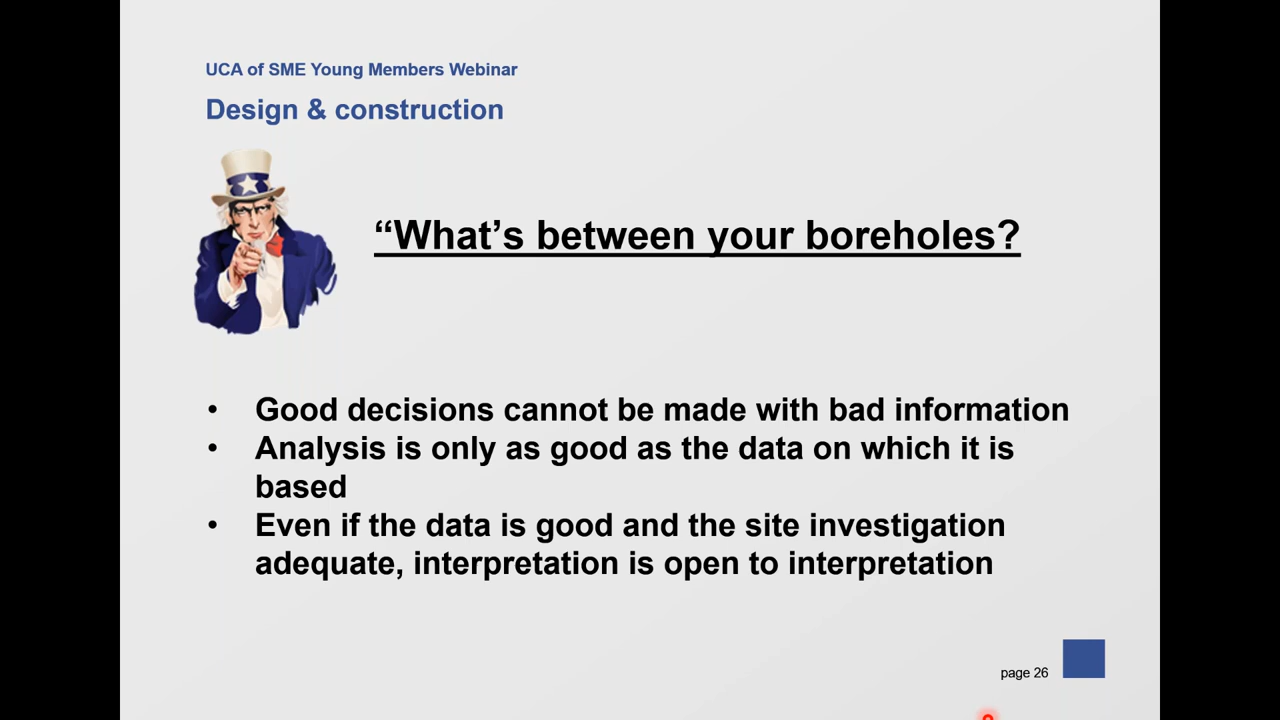 UCA of SME Young Members Webinar
Design & construction
“What’s between your boreholes?
• Good decisions cannot be made with bad information
• Analysis is only as good as the data on which it is
based
• Even if the data is good and the site investigation
adequate, interpretation is open to interpretation
page 26